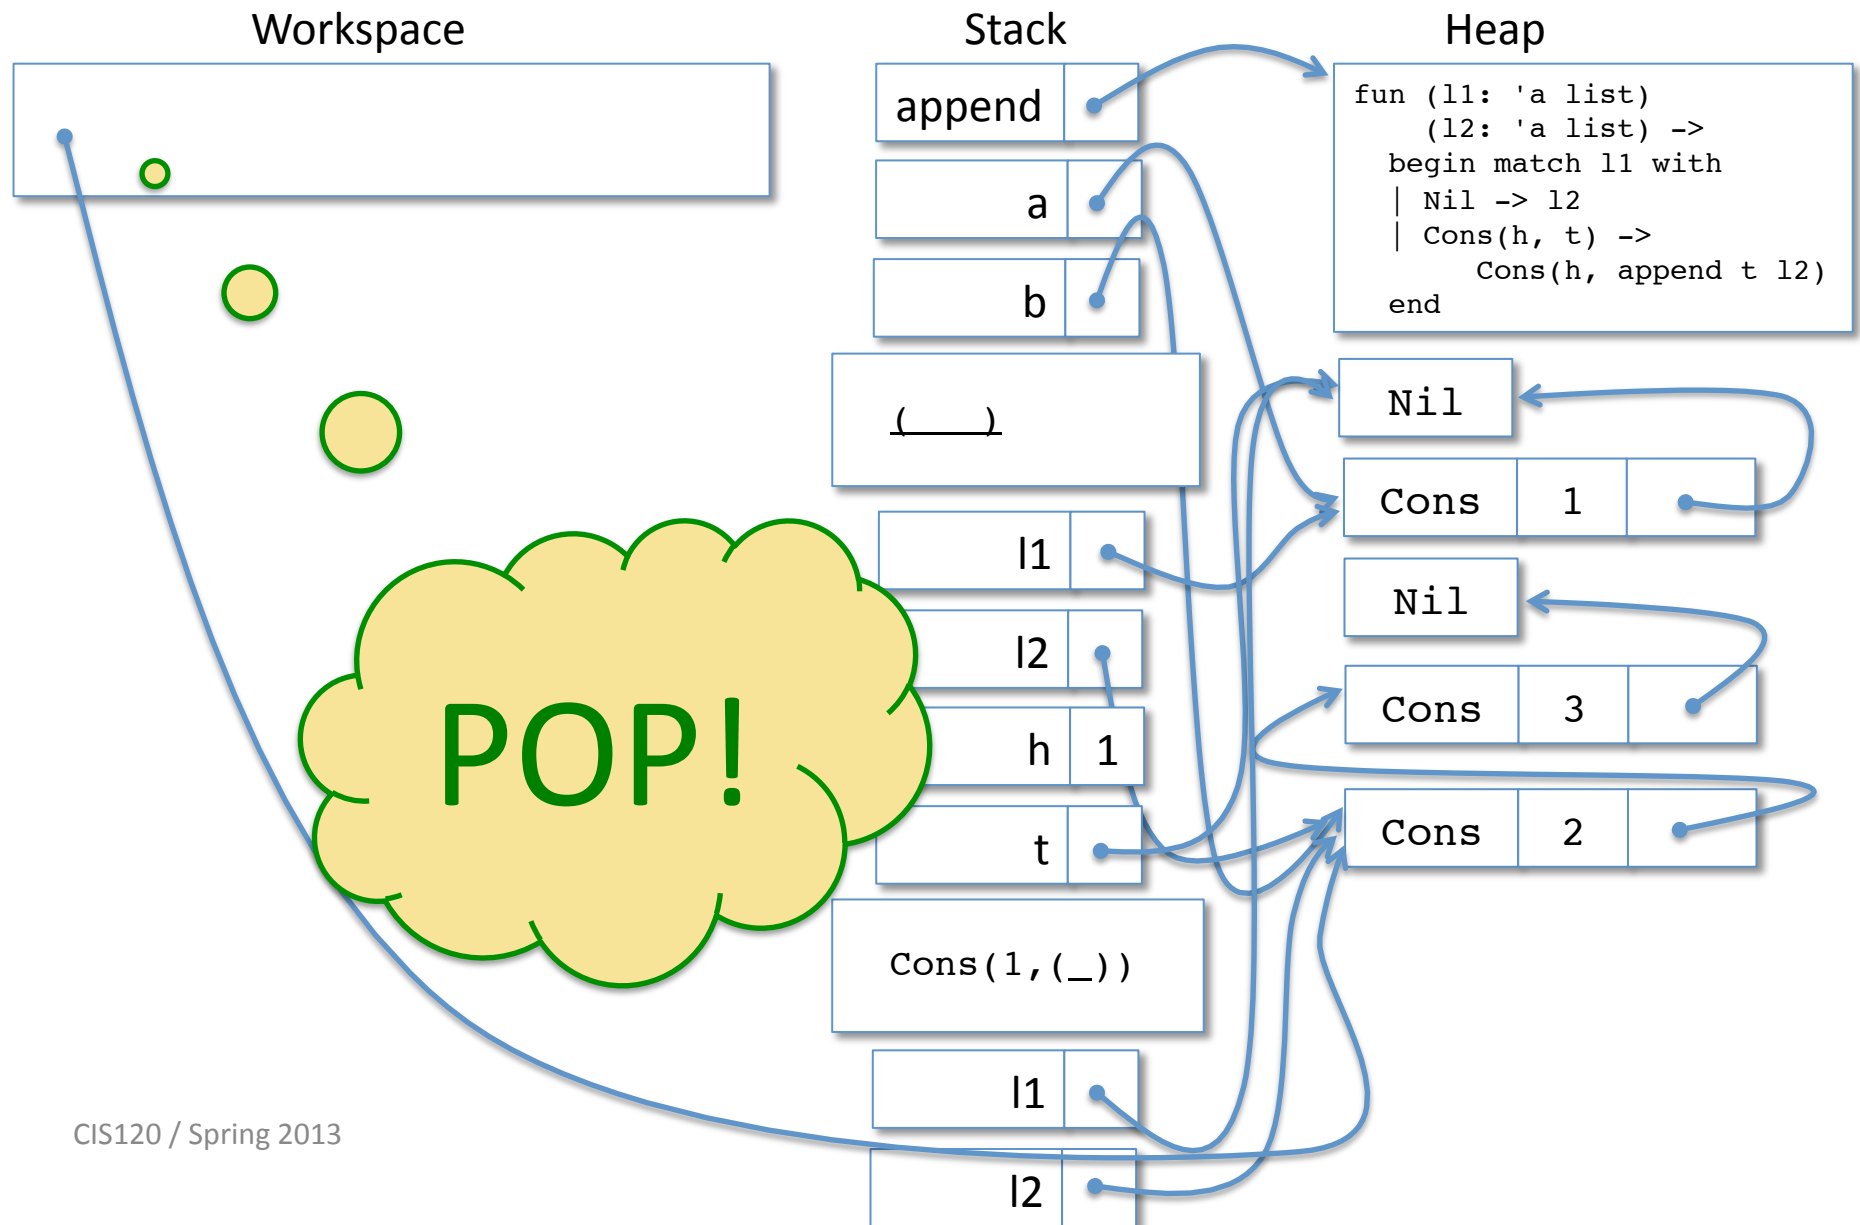 Workspace
Stack
Heap
append
a
b
(___)
l1
l2
h 1
t
Cons(1,(_))
l1
l2
fun (l1: 'a list)
(l2: 'a list) ->
begin match l1 with
| Nil -> l2
| Cons(h, t) ->
Cons(h, append t l2)
end
Nil
Cons 1
Nil
Cons 3
Cons 2
POP!
CIS120 / Spring 2013